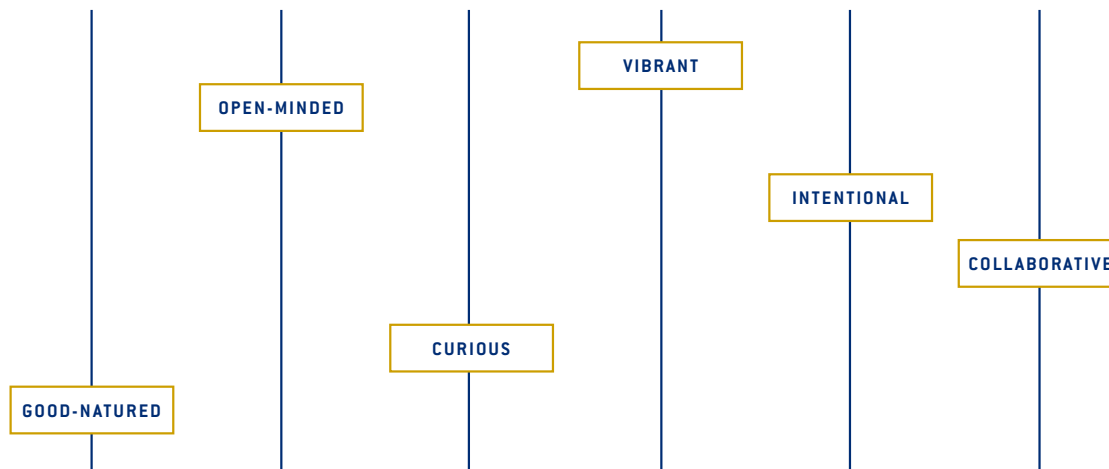 GOOD-NATURED
OPEN-MINDED
CURIOUS
VIBRANT
INTENTIONAL
COLLABORATIVE